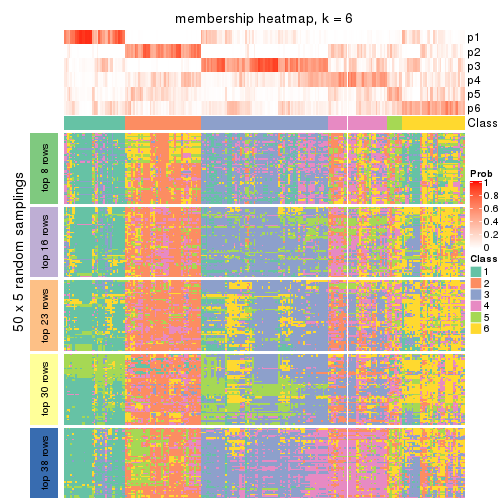 membership heatmap, k = 6
p1
p2
p3
p4
p5
p6
Class
50 x 5 random samplings
top 8 rows
top 16 rows
top 23 rows
top 30 rows
top 38 rows
Prob
1
0.8
0.6
0.4
0.2
0
Class
1
2
3
4
5
6